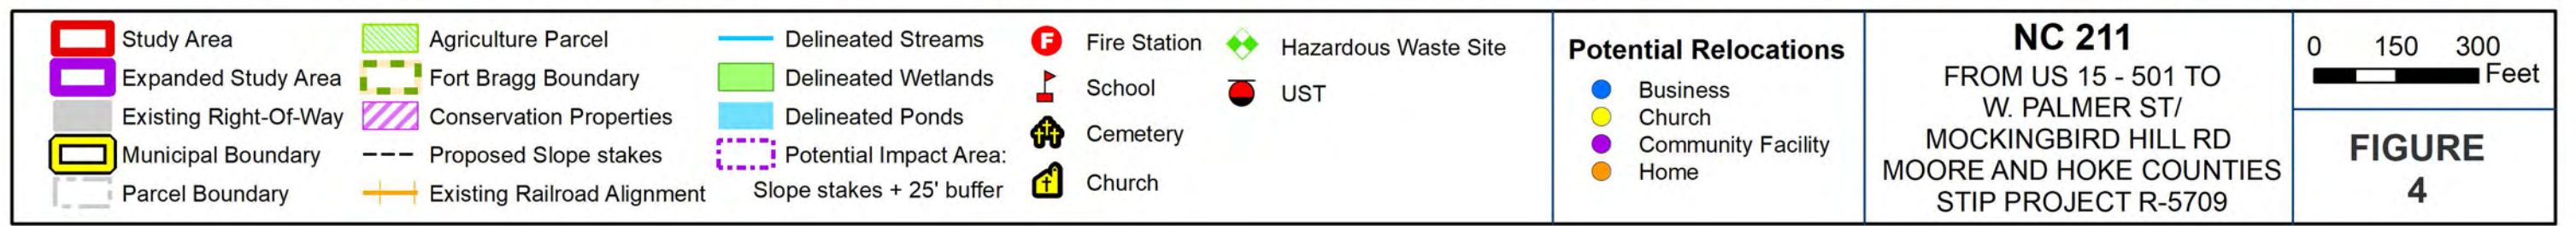 Study Area
Expanded Study Area
Existing Right-Of-Way
Municipal Boundary
Parcel Boundary
Agriculture Parcel
Fort Bragg Boundary
Conservation Properties
Proposed Slope stakes
Existing Railroad Alignment
Delineated Streams
Delineated Wetlands
Delineated Ponds
Potential Impact Area:
Slope stakes + 25' buffer
F
Fire Station
School
Cemetery
Church
Hazardous Waste Site
UST
Potential Relocations
Business
Church
Community Facility
Home
NC 211
FROM US 15 - 501 TO
W. PALMER ST/
MOCKINGBIRD HILL RD
MOORE AND HOKE COUNTIES
STIP PROJECT R-5709
0 150 300
Feet
FIGURE
4